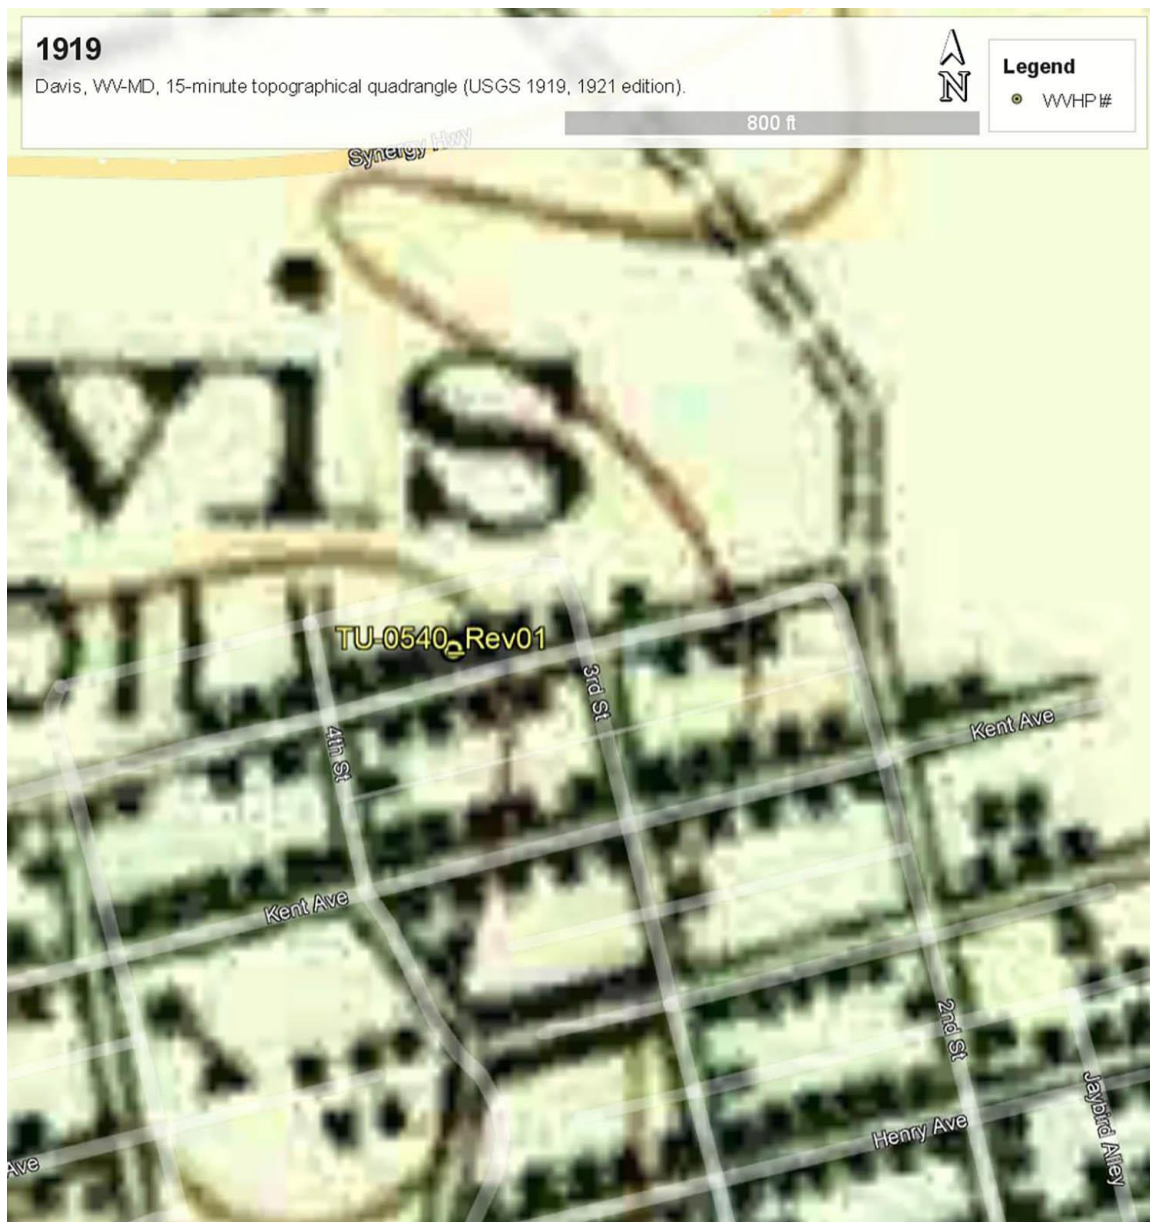 1919
Davis, WV-MD, 15-minute topographical quadrangle (USGS 1919, 1921 edition).
N
800 ft
Legend
WVHPI#
Synergy Hwy
vis
TU-0540_Rev01
3rd St
4th St
Kent Ave
Kent Ave
2nd St
Jaybird Alley
Henry Ave
Ave